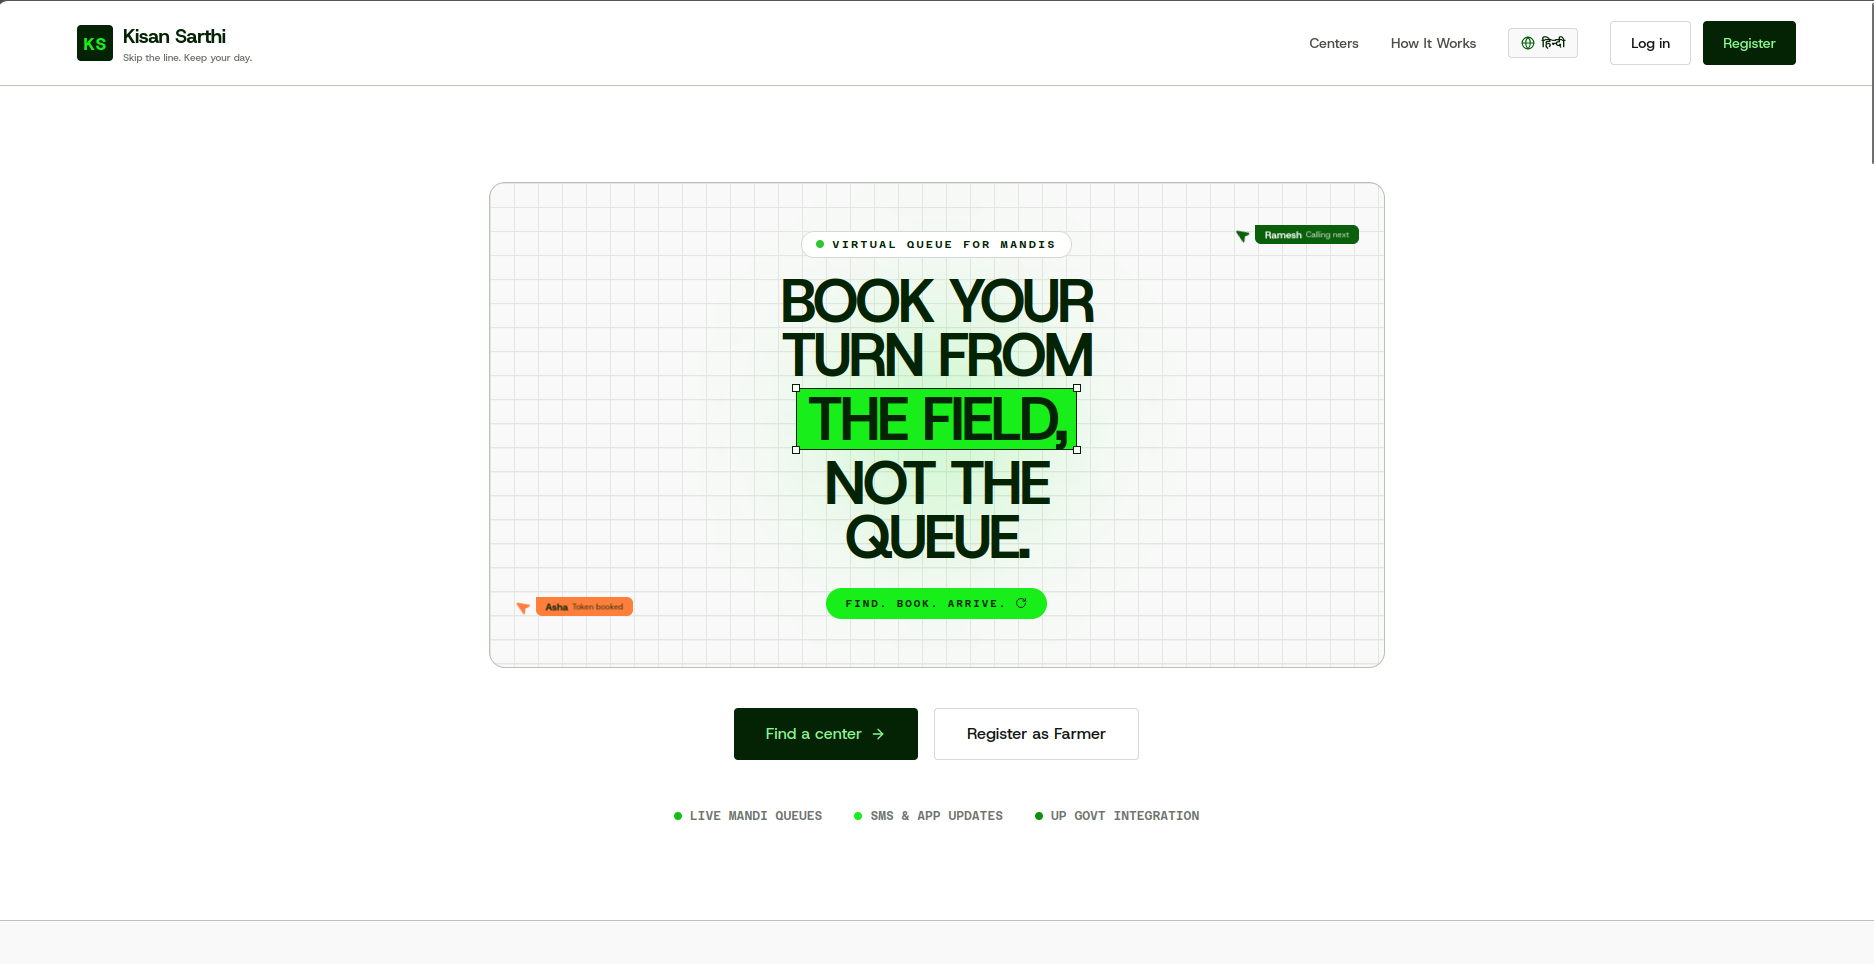 KS
Kisan Sarthi
Skip the line. Keep your day.
Centers
How It Works
हिन्दी
Log in
Register
VIRTUAL QUEUE FOR MANDIS
Ramesh Calling next
BOOK YOUR
TURN FROM
THE FIELD,
NOT THE
QUEUE.
Asha Token booked
FIND. BOOK. ARRIVE.
Find a center
Register as Farmer
LIVE MANDI QUEUES
SMS & APP UPDATES
UP GOVT INTEGRATION